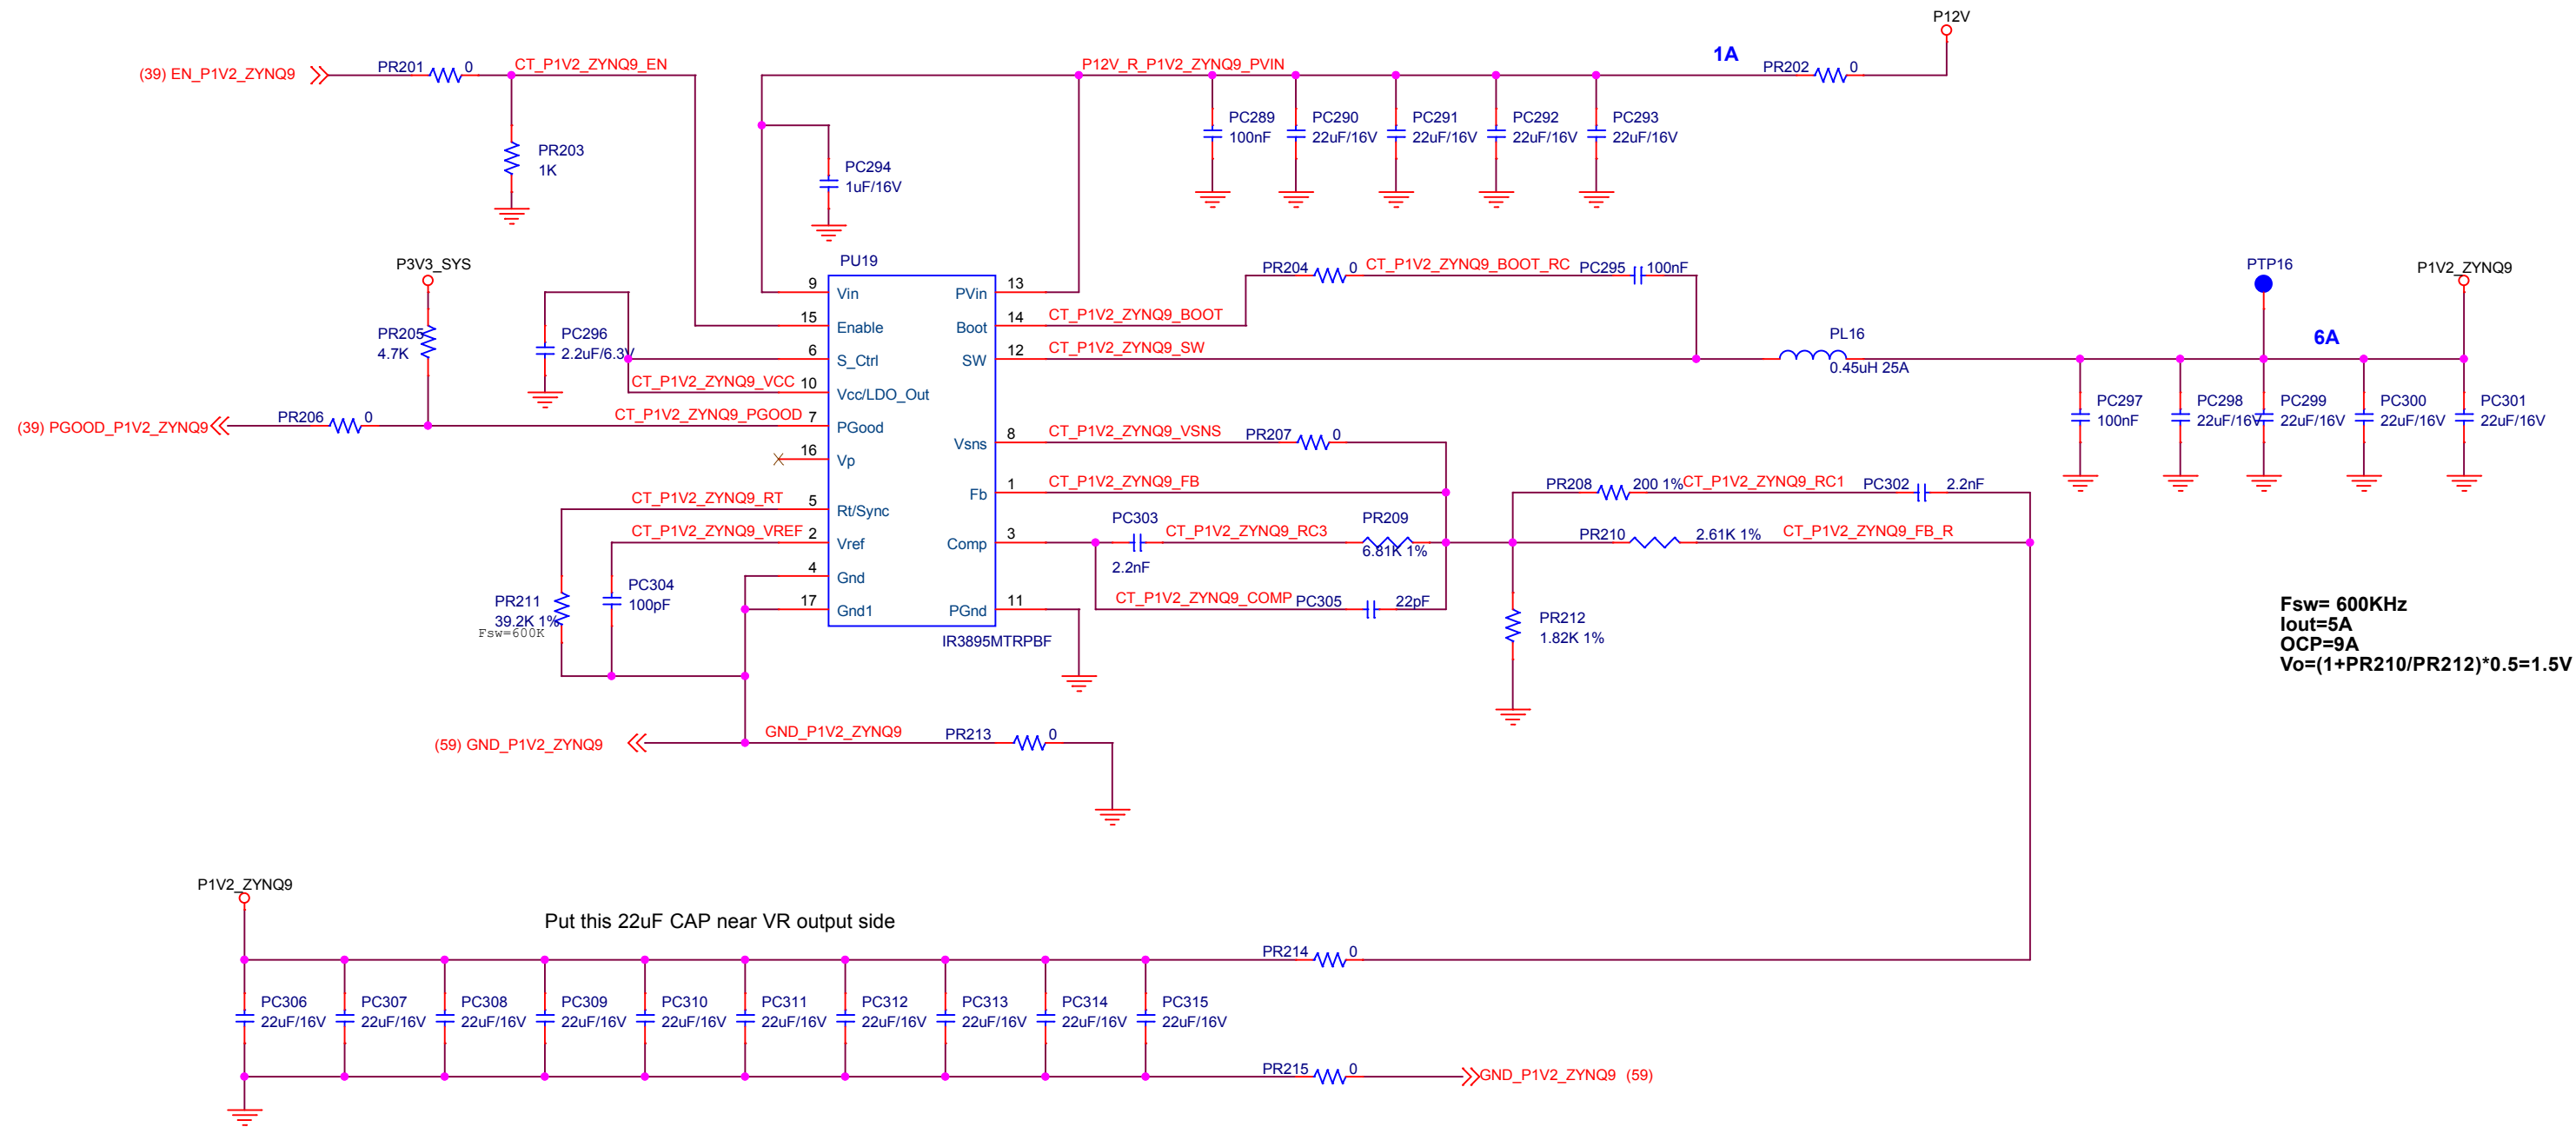 P12V
(39) EN_P1V2_ZYNQ9
PR201 0
CT_P1V2_ZYNQ9_EN
P12V_R_P1V2_ZYNQ9_PVIN
1A
PR202 0
PR203
1K
PC294
1uF/16V
PC289
100nF
PC290
22uF/16V
PC291
22uF/16V
PC292
22uF/16V
PC293
22uF/16V
P3V3_SYS
PR205
4.7K
PC296
2.2uF/6.3V
PU19
9 Vin
15 Enable
6 S_Ctrl
CT_P1V2_ZYNQ9_VCC 10 Vcc/LDO_Out
CT_P1V2_ZYNQ9_PGOOD 7 PGood
16 Vp
CT_P1V2_ZYNQ9_RT 5 Rt/Sync
CT_P1V2_ZYNQ9_VREF 2 Vref
4 Gnd
17 Gnd1
PVin 13
Boot 14 CT_P1V2_ZYNQ9_BOOT
SW 12 CT_P1V2_ZYNQ9_SW
Vsns 8 CT_P1V2_ZYNQ9_VSNS
Fb 1 CT_P1V2_ZYNQ9_FB
Comp 3
PGnd 11
IR3895MTRPBF
(39) PGOOD_P1V2_ZYNQ9
PR206 0
PR204 0
CT_P1V2_ZYNQ9_BOOT_RC
PC295 100nF
PL16
0.45uH 25A
PTP16
6A
P1V2_ZYNQ9
PC297
100nF
PC298
22uF/16V
PC299
22uF/16V
PC300
22uF/16V
PC301
22uF/16V
PR207 0
PC303
2.2nF
CT_P1V2_ZYNQ9_RC3
PR209
6.81K 1%
CT_P1V2_ZYNQ9_COMP
PC305 22pF
PR208 200 1%
CT_P1V2_ZYNQ9_RC1
PC302 2.2nF
PR210 2.61K 1%
CT_P1V2_ZYNQ9_FB_R
PR212
1.82K 1%
PR211
39.2K 1%
Fsw=600K
PC304
100pF
Fsw= 600KHz
Iout=5A
OCP=9A
Vo=(1+PR210/PR212)*0.5=1.5V
(59) GND_P1V2_ZYNQ9
GND_P1V2_ZYNQ9
PR213 0
P1V2_ZYNQ9
Put this 22uF CAP near VR output side
PR214 0
PC306
22uF/16V
PC307
22uF/16V
PC308
22uF/16V
PC309
22uF/16V
PC310
22uF/16V
PC311
22uF/16V
PC312
22uF/16V
PC313
22uF/16V
PC314
22uF/16V
PC315
22uF/16V
PR215 0
GND_P1V2_ZYNQ9 (59)